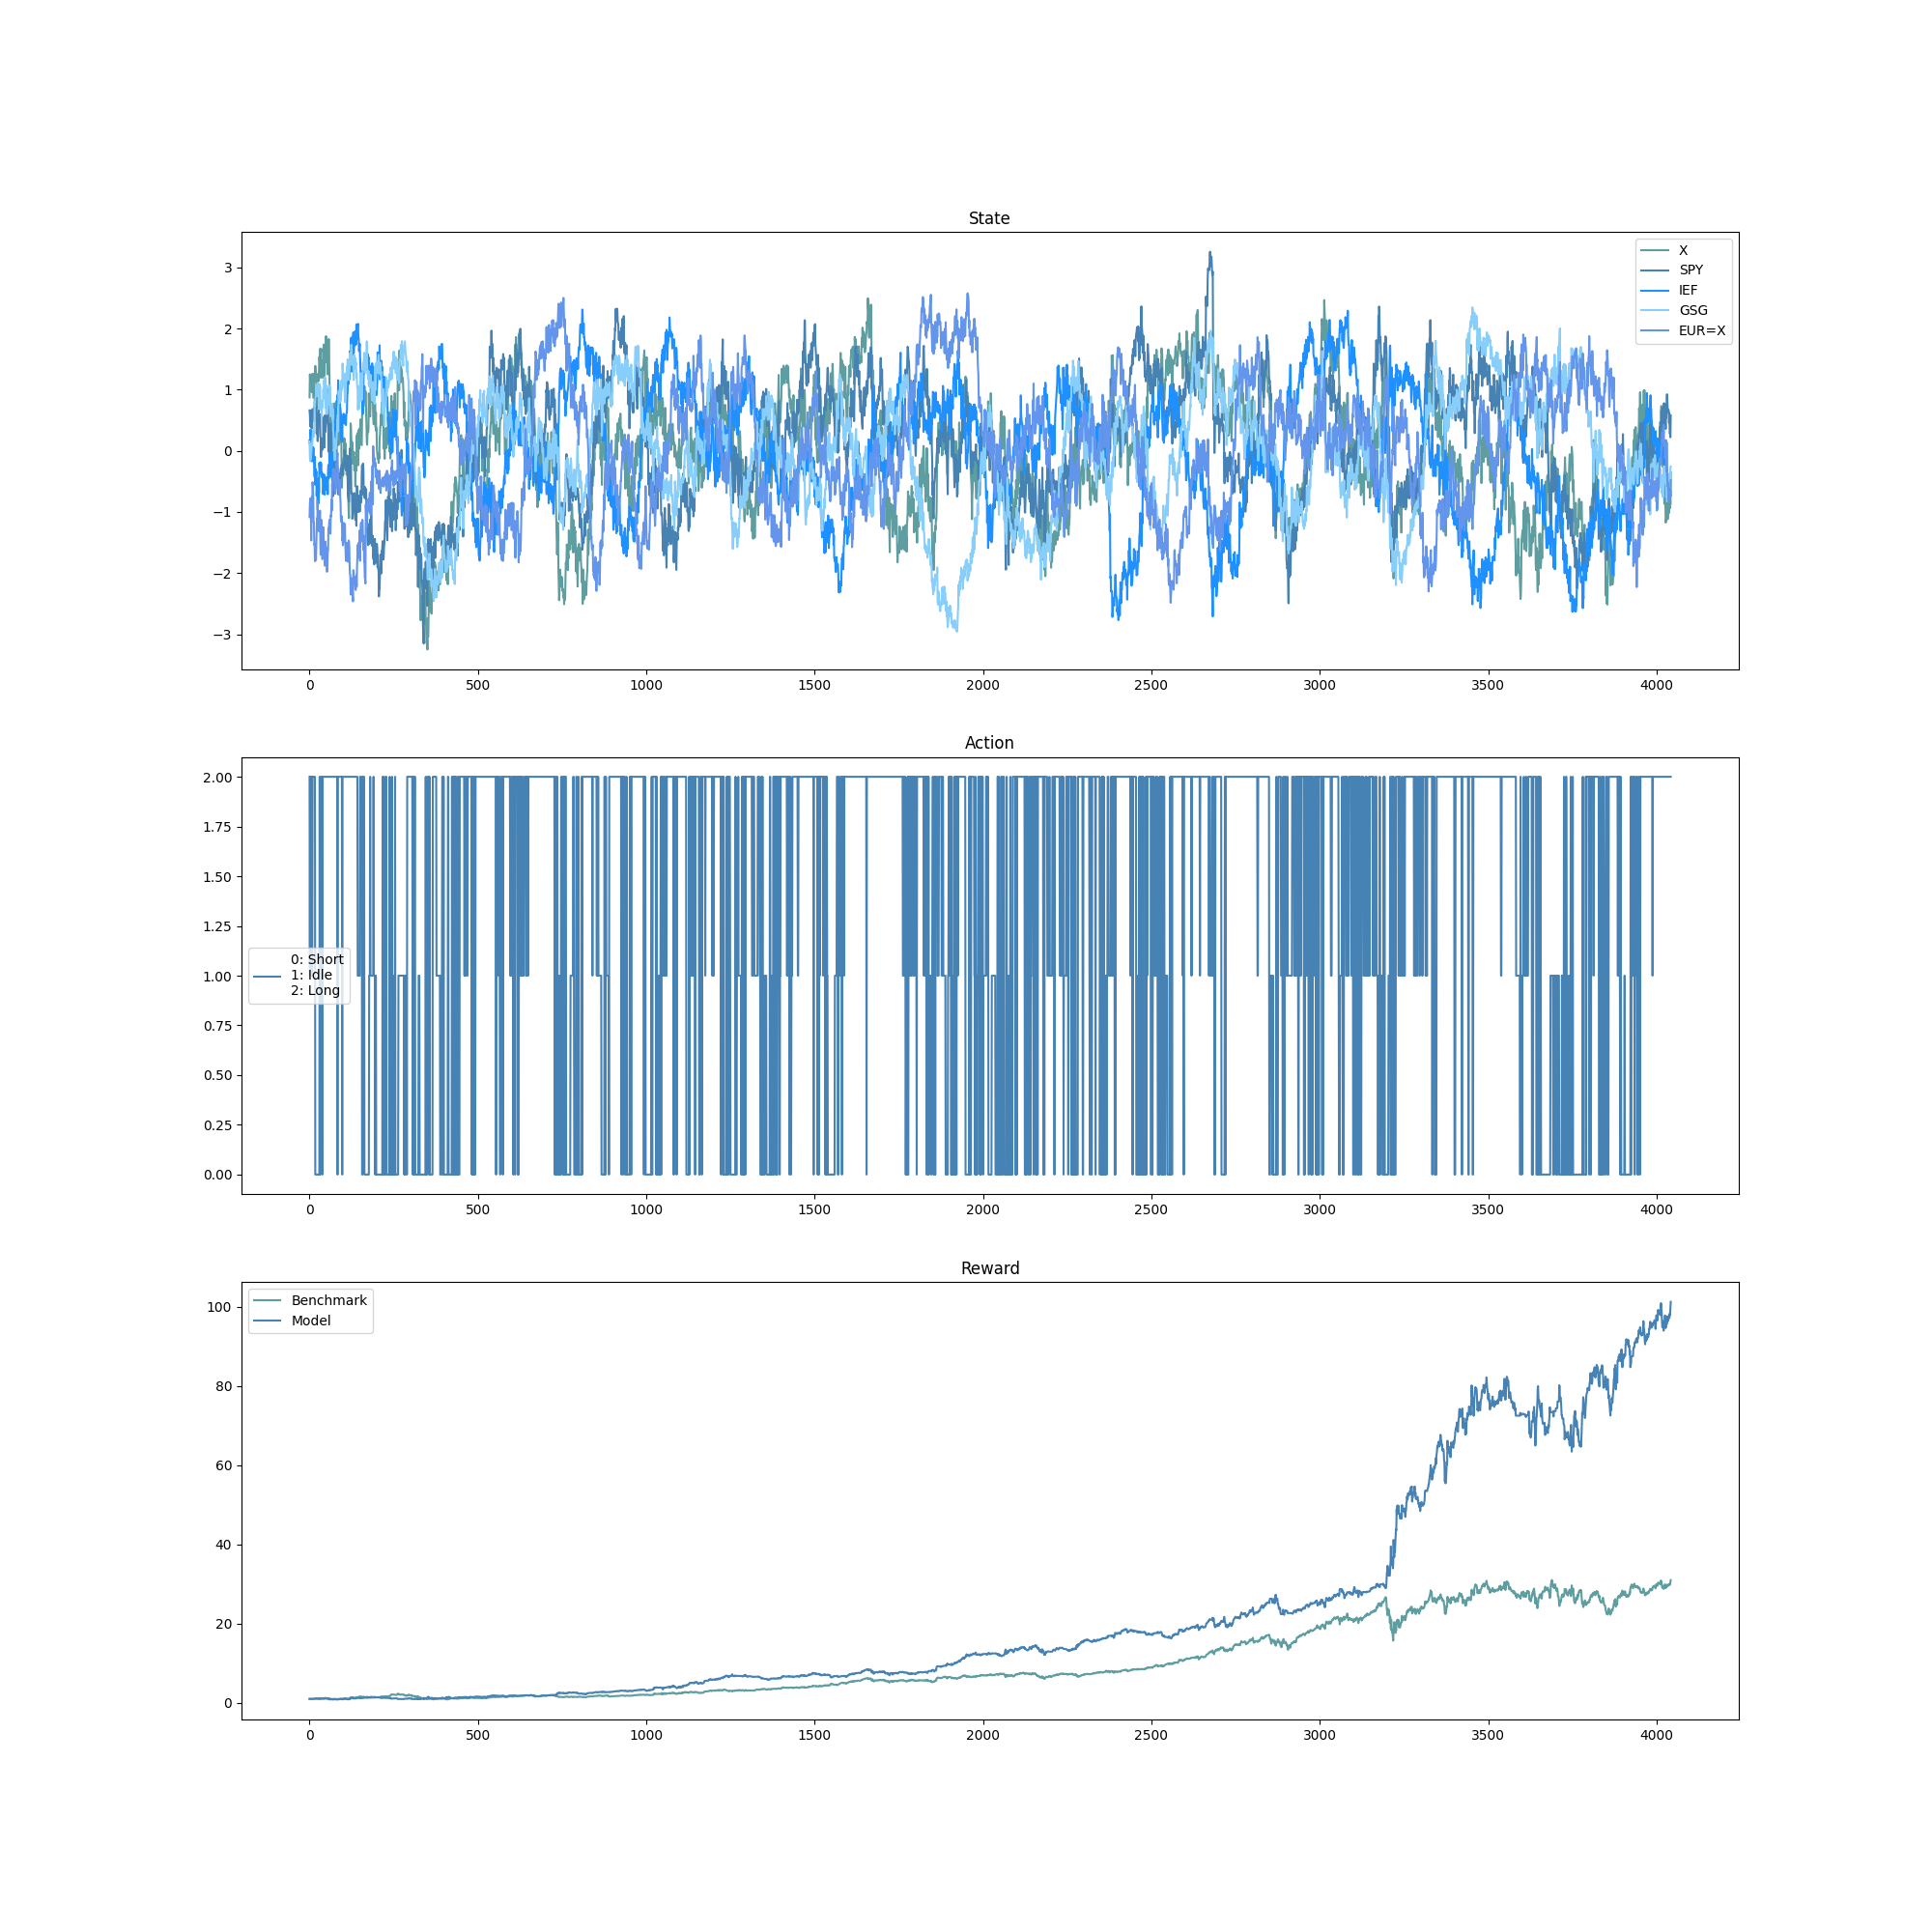 State
3
2
1
0
−1
−2
−3
X
SPY
IEF
GSG
EUR=X
0 500 1000 1500 2000 2500 3000 3500 4000
Action
2.00
1.75
1.50
1.25
1.00
0.75
0.50
0.25
0.00
0: Short
1: Idle
2: Long
0 500 1000 1500 2000 2500 3000 3500 4000
Reward
100
80
60
40
20
0
Benchmark
Model
0 500 1000 1500 2000 2500 3000 3500 4000